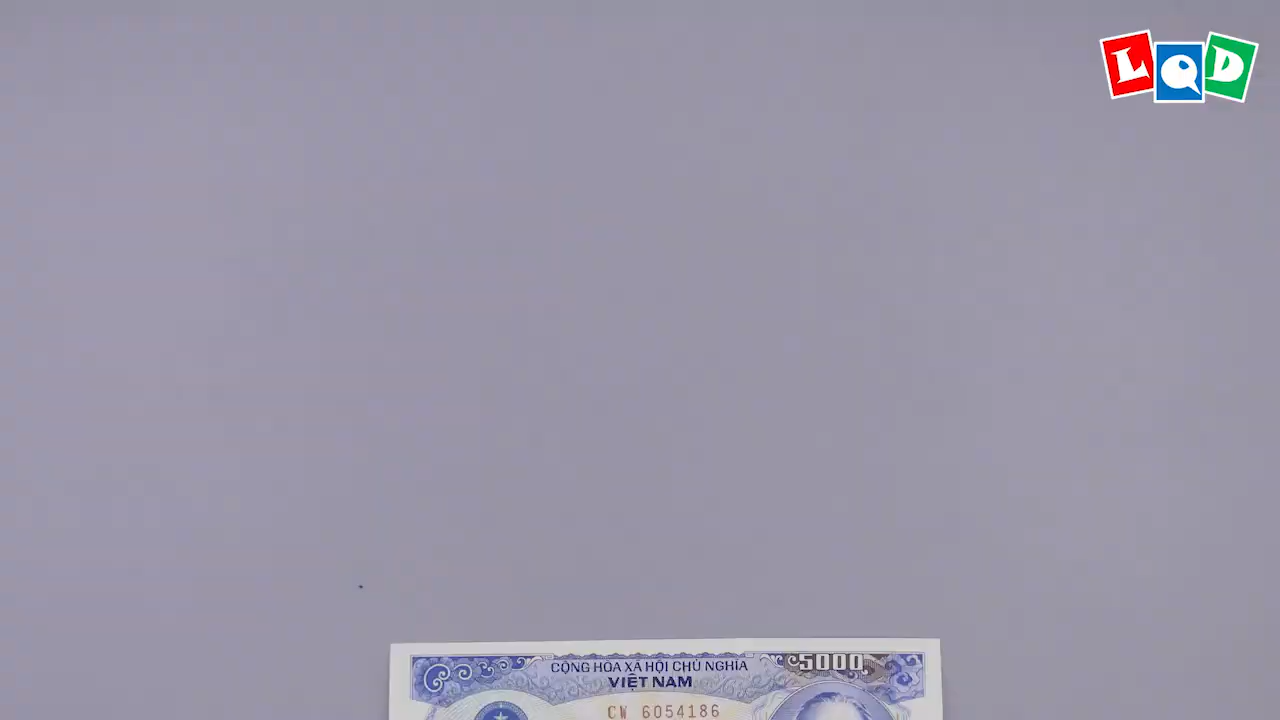 LQD
CỘNG HÒA XÃ HỘI CHỦ NGHĨA
5000
VIỆT NAM
CW 6054186